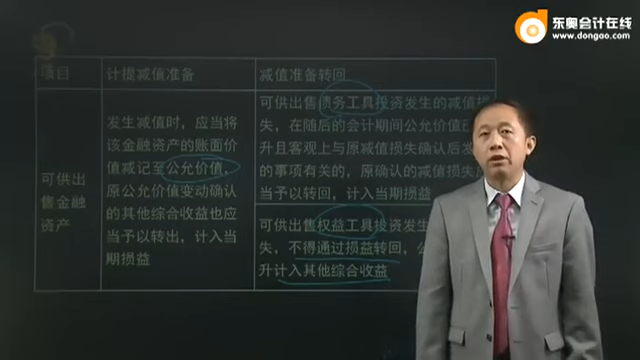 东奥会计在线
www.dongao.com
项目
计提减值准备
减值准备转回
可供出
售金融
资产
发生减值时，应当将
该金融资产的账面价
值减记至公允价值，
原公允价值变动确认
的其他综合收益也应
当予以转出，计入当
期损益
可供出售债务工具投资发生的减值损
失，在随后的会计期间公允价值
升且客观上与原减值损失确认后发
的事项有关的，原确认的减值损失
当予以转回，计入当期损益
可供出售权益工具投资发生
失，不得通过损益转回，
升计入其他综合收益